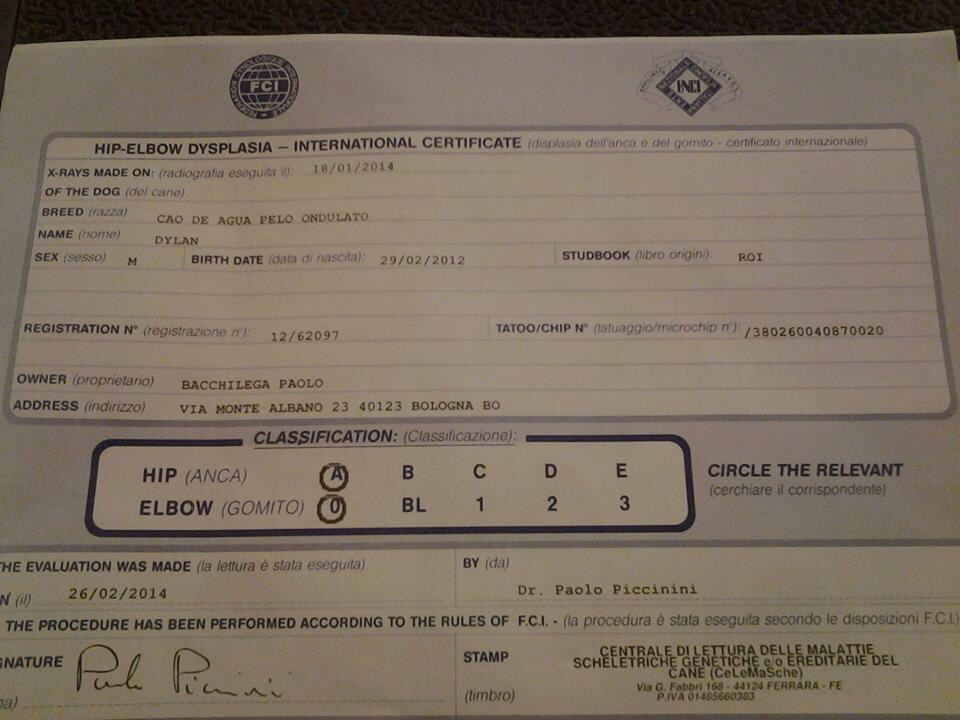 FCI
ENCI
HIP-ELBOW DYSPLASIA – INTERNATIONAL CERTIFICATE (displasia dell'anca e del gomito - certificato internazionale)
X-RAYS MADE ON: (radiografia eseguita il): 18/01/2014
OF THE DOG (del cane)
BREED (razza) CAO DE AGUA PELO ONDULATO
NAME (nome) DYLAN
SEX (sesso) M BIRTH DATE (data di nascita): 29/02/2012 STUDBOOK (libro origini): ROI
REGISTRATION N° (registrazione n°): 12/62097 TATOO/CHIP N° (tatuaggio/microchip n°): /380260040870020
OWNER (proprietario) BACCHILEGA PAOLO
ADDRESS (indirizzo) VIA MONTE ALBANO 23 40123 BOLOGNA BO
CLASSIFICATION: (Classificazione):
HIP (ANCA) A B C D E
ELBOW (GOMITO) 0 BL 1 2 3
CIRCLE THE RELEVANT
(cerchiare il corrispondente)
THE EVALUATION WAS MADE (la lettura è stata eseguita) BY (da)
N (il) 26/02/2014 Dr. Paolo Piccinini
THE PROCEDURE HAS BEEN PERFORMED ACCORDING TO THE RULES OF F.C.I. - (la procedura è stata eseguita secondo le disposizioni F.C.I.)
GNATURE Paolo Piccinini STAMP
(timbro)
CENTRALE DI LETTURA DELLE MALATTIE
SCHELETRICHE GENETICHE e/o EREDITARIE DEL
CANE (CeLeMaSche)
Via G. Fabbri 168 - 44124 FERRARA - FE
P.IVA 01485660383